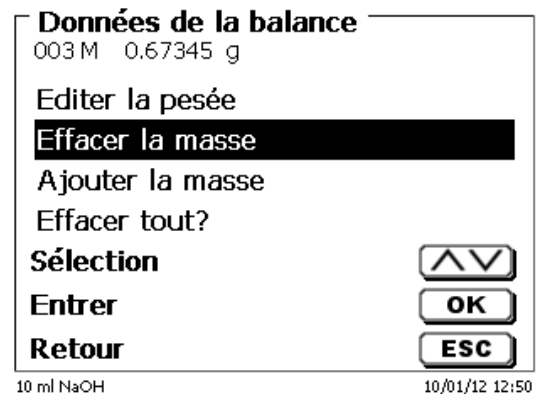 Données de la balance
003 M 0.67345 g
Editer la pesée
Effacer la masse
Ajouter la masse
Effacer tout?
Sélection
Entrer OK
Retour ESC
10 ml NaOH 10/01/12 12:50